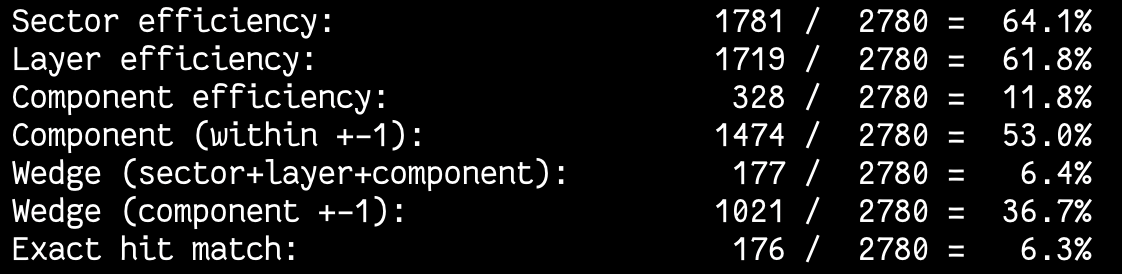 Sector efficiency: 1781 / 2780 = 64.1%
Layer efficiency: 1719 / 2780 = 61.8%
Component efficiency: 328 / 2780 = 11.8%
Component (within +-1): 1474 / 2780 = 53.0%
Wedge (sector+layer+component): 177 / 2780 = 6.4%
Wedge (component +-1): 1021 / 2780 = 36.7%
Exact hit match: 176 / 2780 = 6.3%